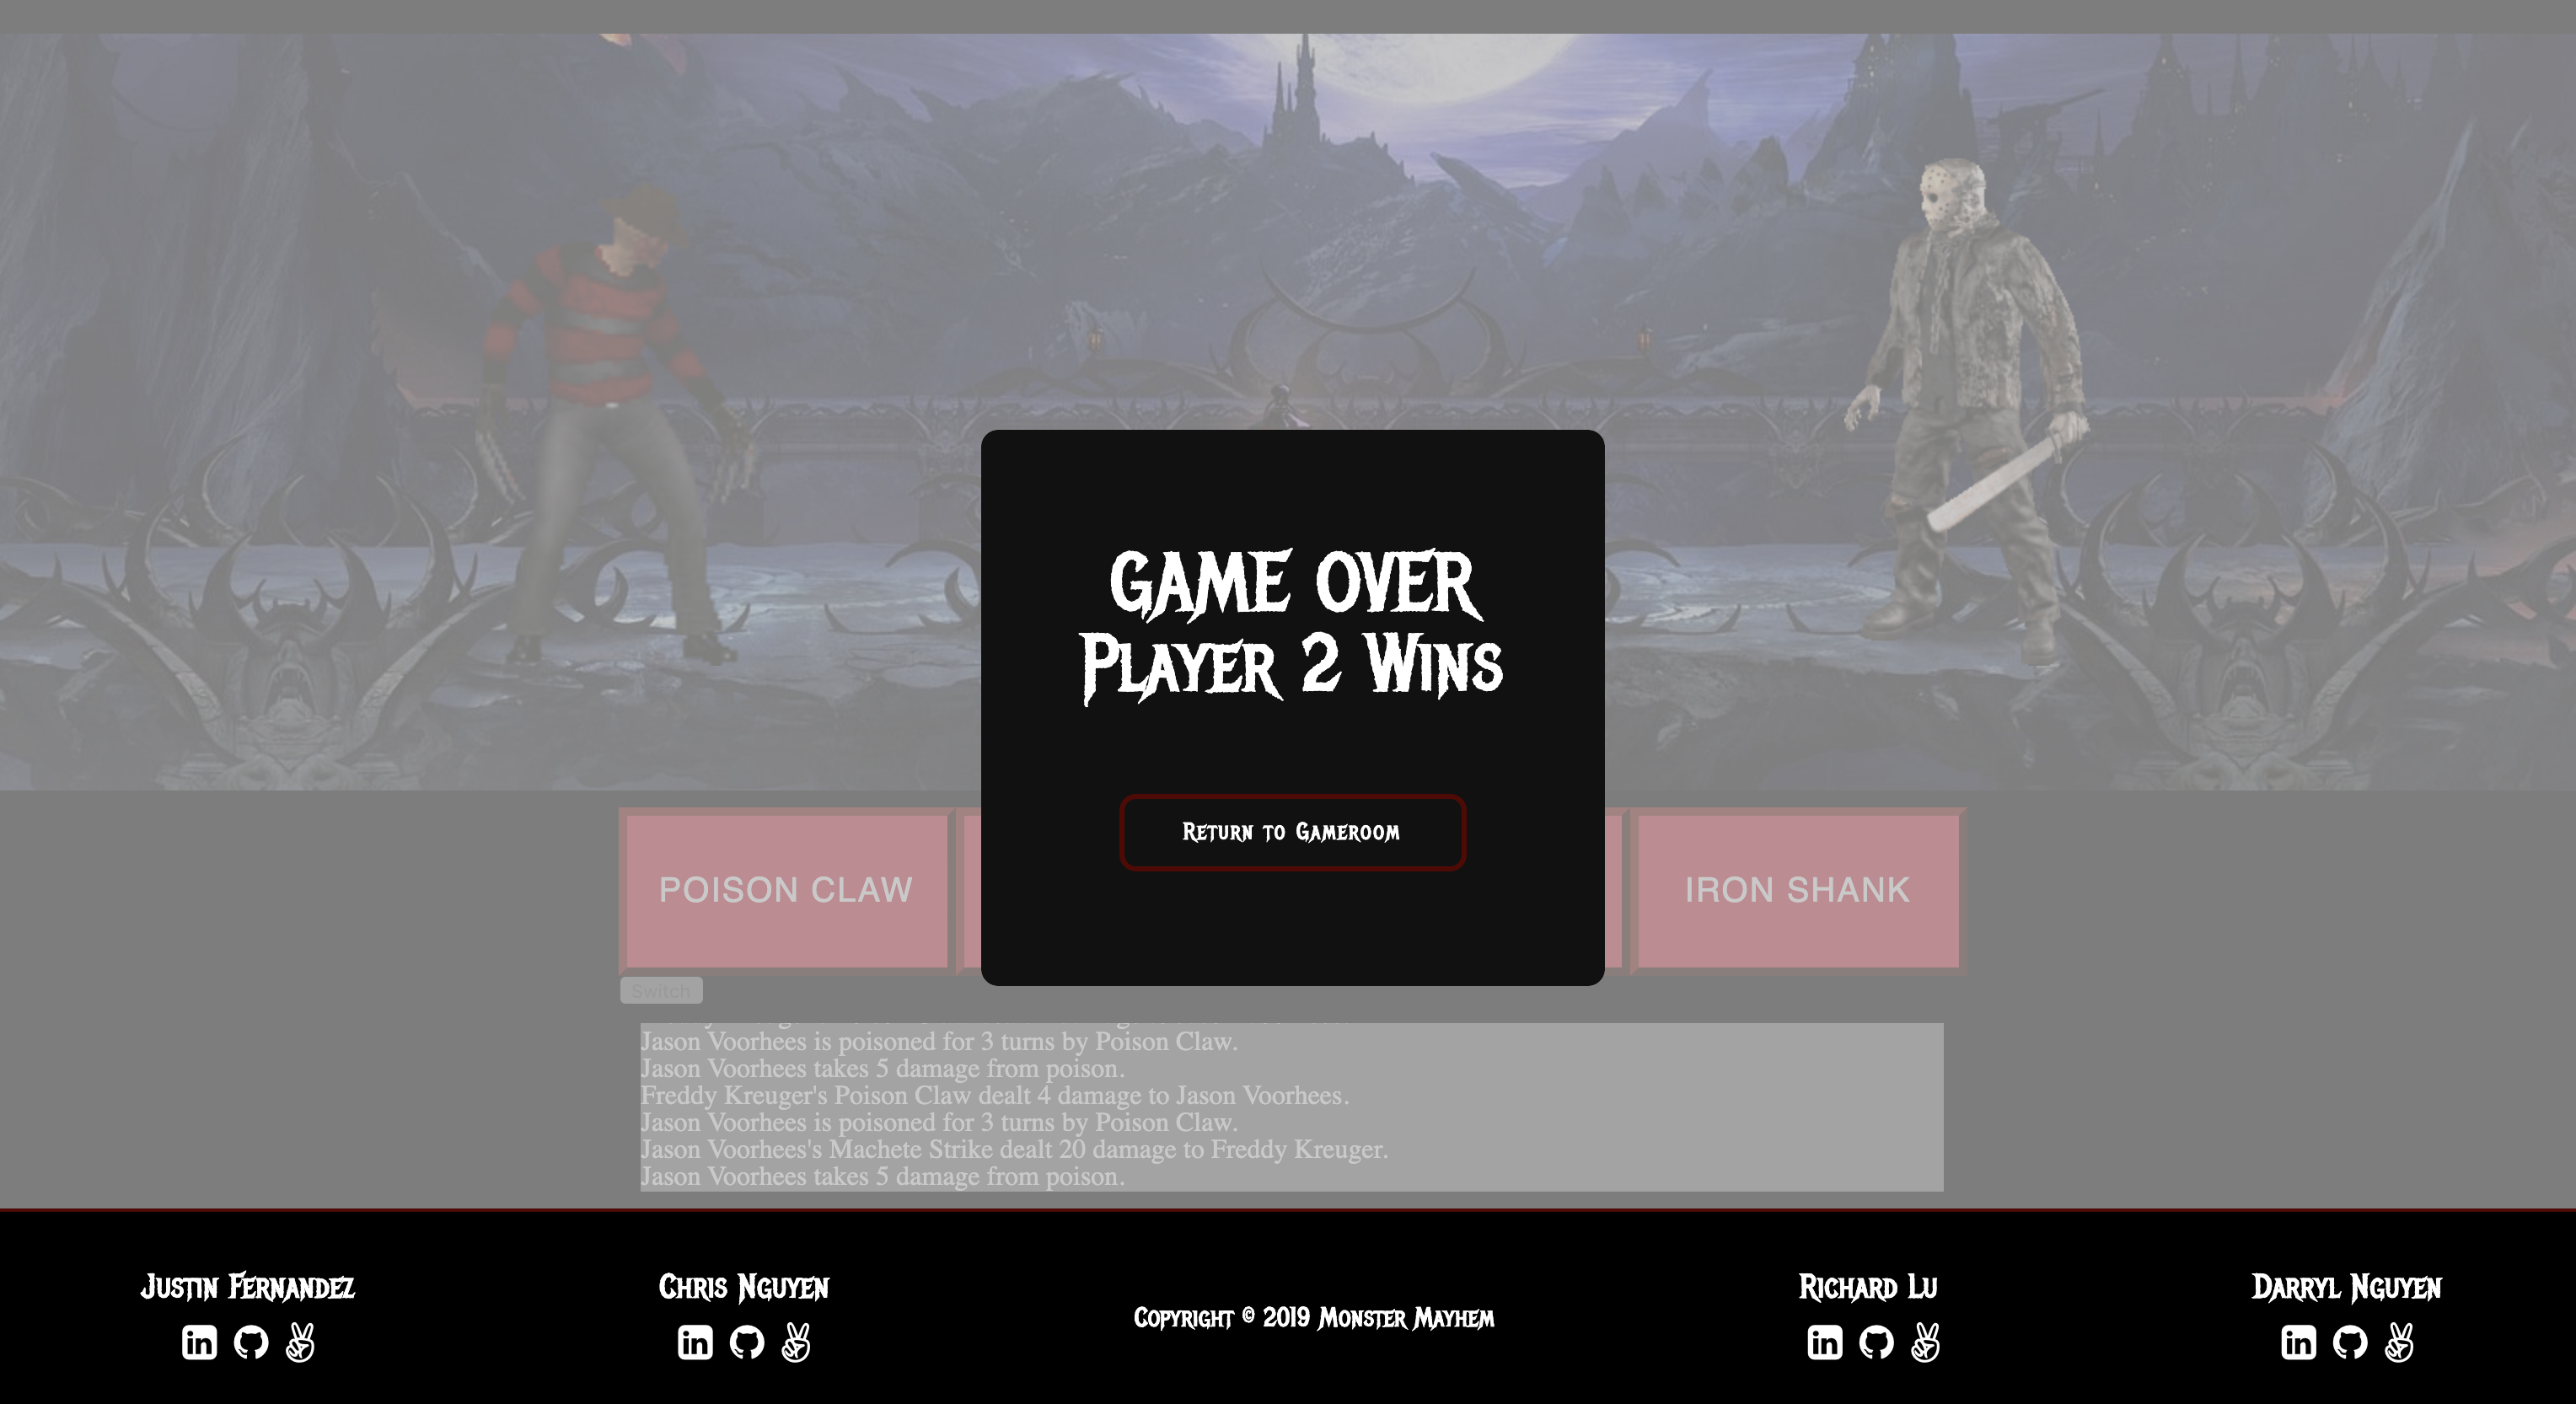 GAME OVER
Player 2 Wins
Return to Gameroom
POISON CLAW
IRON SHANK
Switch
Jason Voorhees is poisoned for 3 turns by Poison Claw.
Jason Voorhees takes 5 damage from poison.
Freddy Kreuger's Poison Claw dealt 4 damage to Jason Voorhees.
Jason Voorhees is poisoned for 3 turns by Poison Claw.
Jason Voorhees's Machete Strike dealt 20 damage to Freddy Kreuger.
Jason Voorhees takes 5 damage from poison.
Justin Fernandez
Chris Nguyen
Copyright © 2019 Monster Mayhem
Richard Lu
Darryl Nguyen